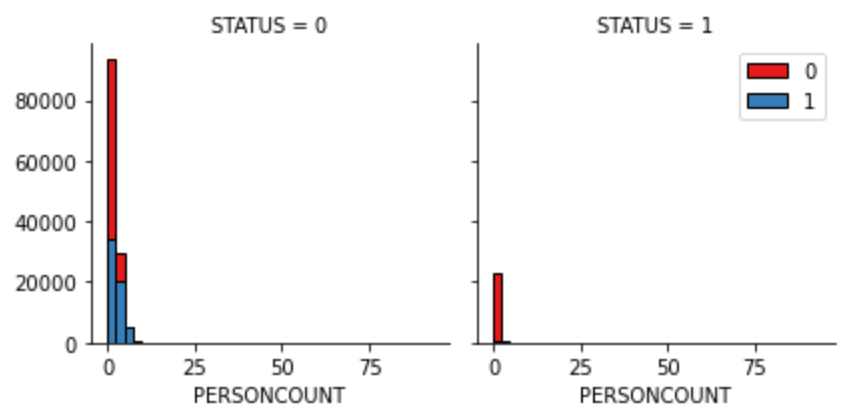 STATUS = 0
STATUS = 1
0
1
80000
60000
40000
20000
0
0 25 50 75
0 25 50 75
PERSONCOUNT
PERSONCOUNT